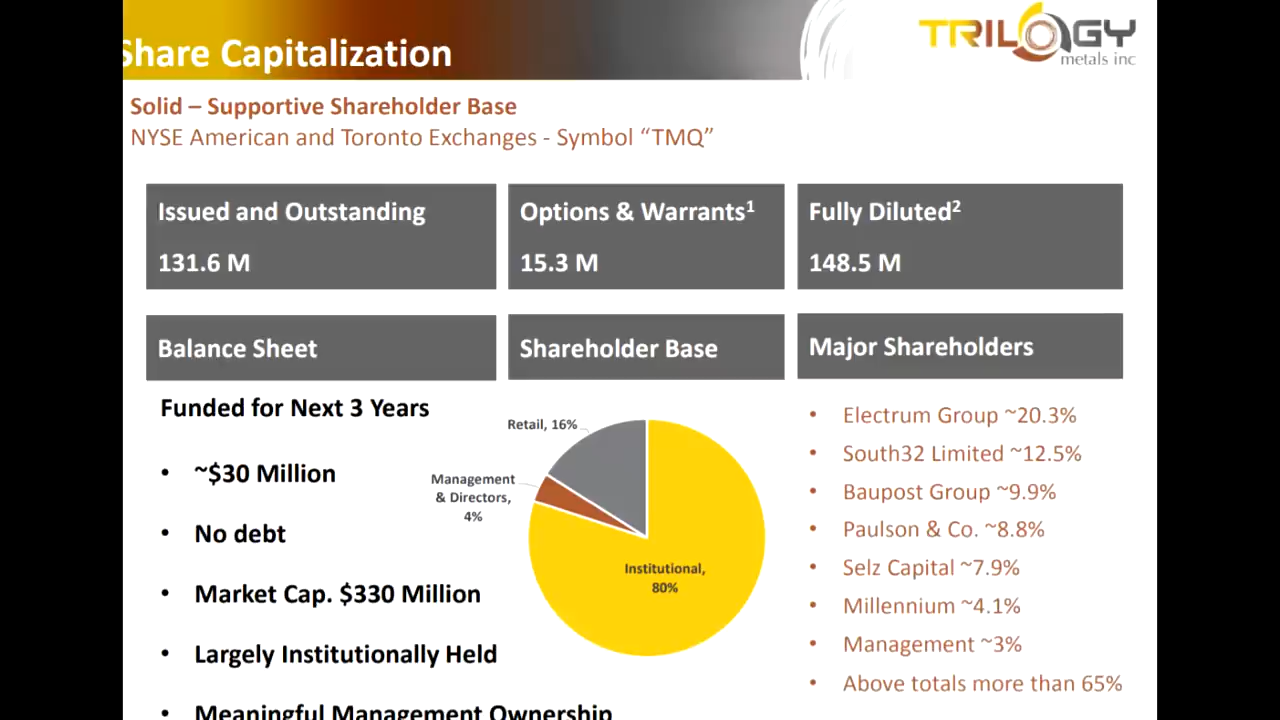 Share Capitalization
TRILOGY
metals inc
Solid – Supportive Shareholder Base
NYSE American and Toronto Exchanges - Symbol “TMQ”
Issued and Outstanding
131.6 M
Options & Warrants¹
15.3 M
Fully Diluted²
148.5 M
Balance Sheet
Funded for Next 3 Years
• ~$30 Million
• No debt
• Market Cap. $330 Million
• Largely Institutionally Held
• Meaningful Management Ownership
Shareholder Base
Retail, 16%
Management
& Directors,
4%
Institutional,
80%
Major Shareholders
• Electrum Group ~20.3%
• South32 Limited ~12.5%
• Baupost Group ~9.9%
• Paulson & Co. ~8.8%
• Selz Capital ~7.9%
• Millennium ~4.1%
• Management ~3%
• Above totals more than 65%